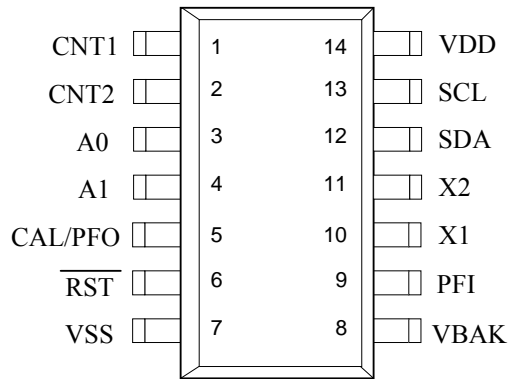 CNT1 1 14 VDD
CNT2 2 13 SCL
A0 3 12 SDA
A1 4 11 X2
CAL/PFO 5 10 X1
R̅S̅T̅ 6 9 PFI
VSS 7 8 VBAK